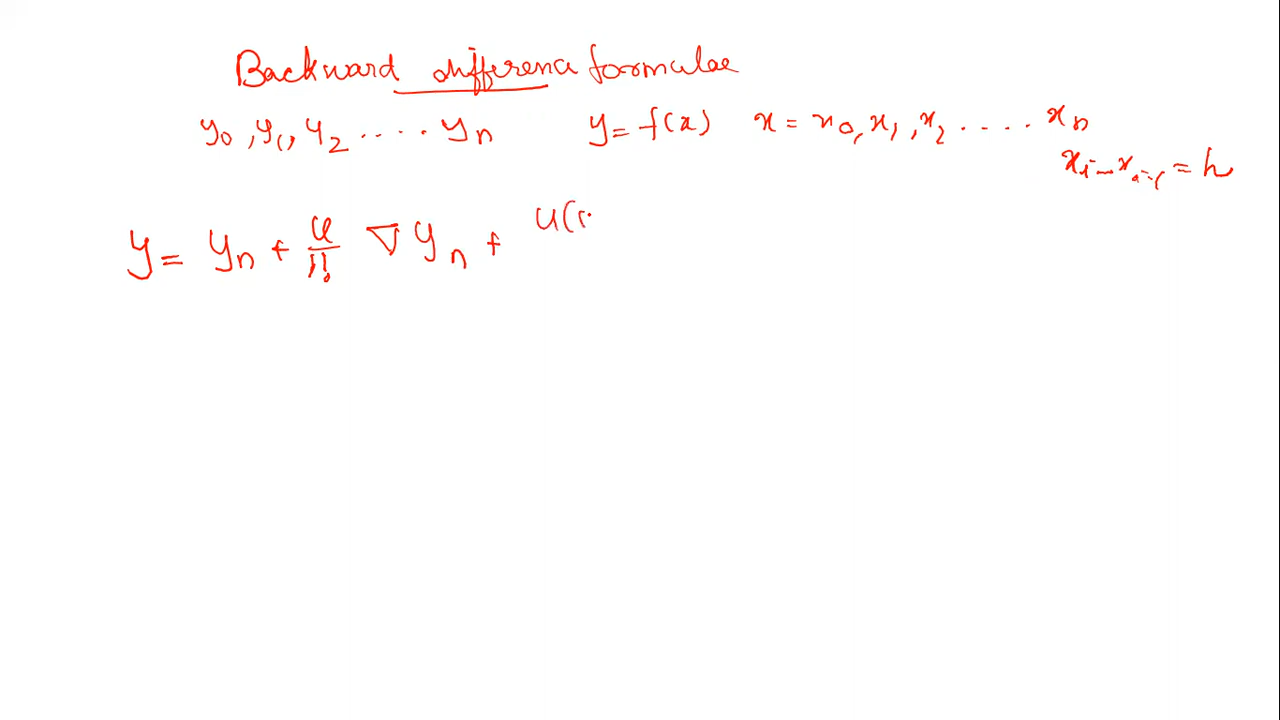 Backward difference formulae
y0, y1, y2 .... yn y = f(x) x = x0, x1, x2 .... xn
xi - xi-1 = h
y = yn + u/1! ∇yn + u(